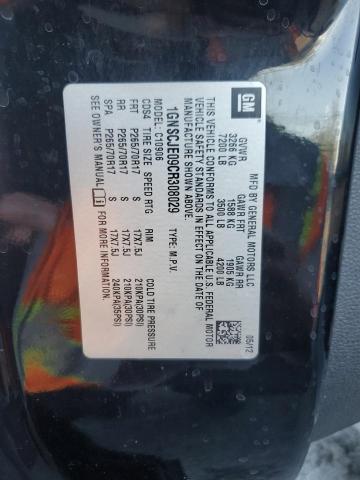 GM
MFD BY GENERAL MOTORS LLC
05/12
GVWR GAWR FRT GAWR RR
3266 KG 1588 KG 1905 KG
7200 LB 3500 LB 4200 LB
THIS VEHICLE CONFORMS TO ALL APPLICABLE U.S. FEDERAL MOTOR
VEHICLE SAFETY STANDARDS IN EFFECT ON THE DATE OF
MANUFACTURE SHOWN ABOVE.
1GNSCJE09CR308029 TYPE: M.P.V.
C10906
CDS4 TIRE SIZE SPEED RTG RIM COLD TIRE PRESSURE
FRT P265/70R17 S 17X7.5J 210KPA(30PSI)
RR P265/70R17 S 17X7.5J 210KPA(30PSI)
SPA P265/70R17 S 17X7.5J 240KPA(35PSI)
SEE OWNER'S MANUAL FOR MORE INFORMATION.